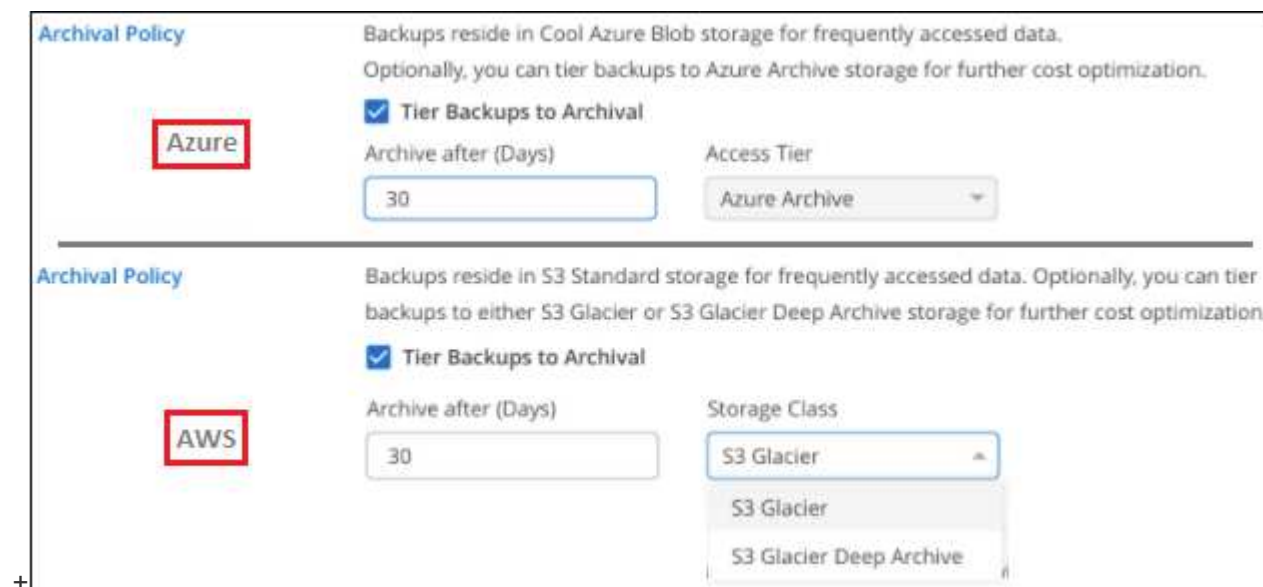 Archival Policy
Backups reside in Cool Azure Blob storage for frequently accessed data.
Optionally, you can tier backups to Azure Archive storage for further cost optimization.
Tier Backups to Archival
Azure
Archive after (Days)
Access Tier
30
Azure Archive
Archival Policy
Backups reside in S3 Standard storage for frequently accessed data. Optionally, you can tier
backups to either S3 Glacier or S3 Glacier Deep Archive storage for further cost optimization
Tier Backups to Archival
Archive after (Days)
Storage Class
AWS
30
S3 Glacier
S3 Glacier
S3 Glacier Deep Archive
+